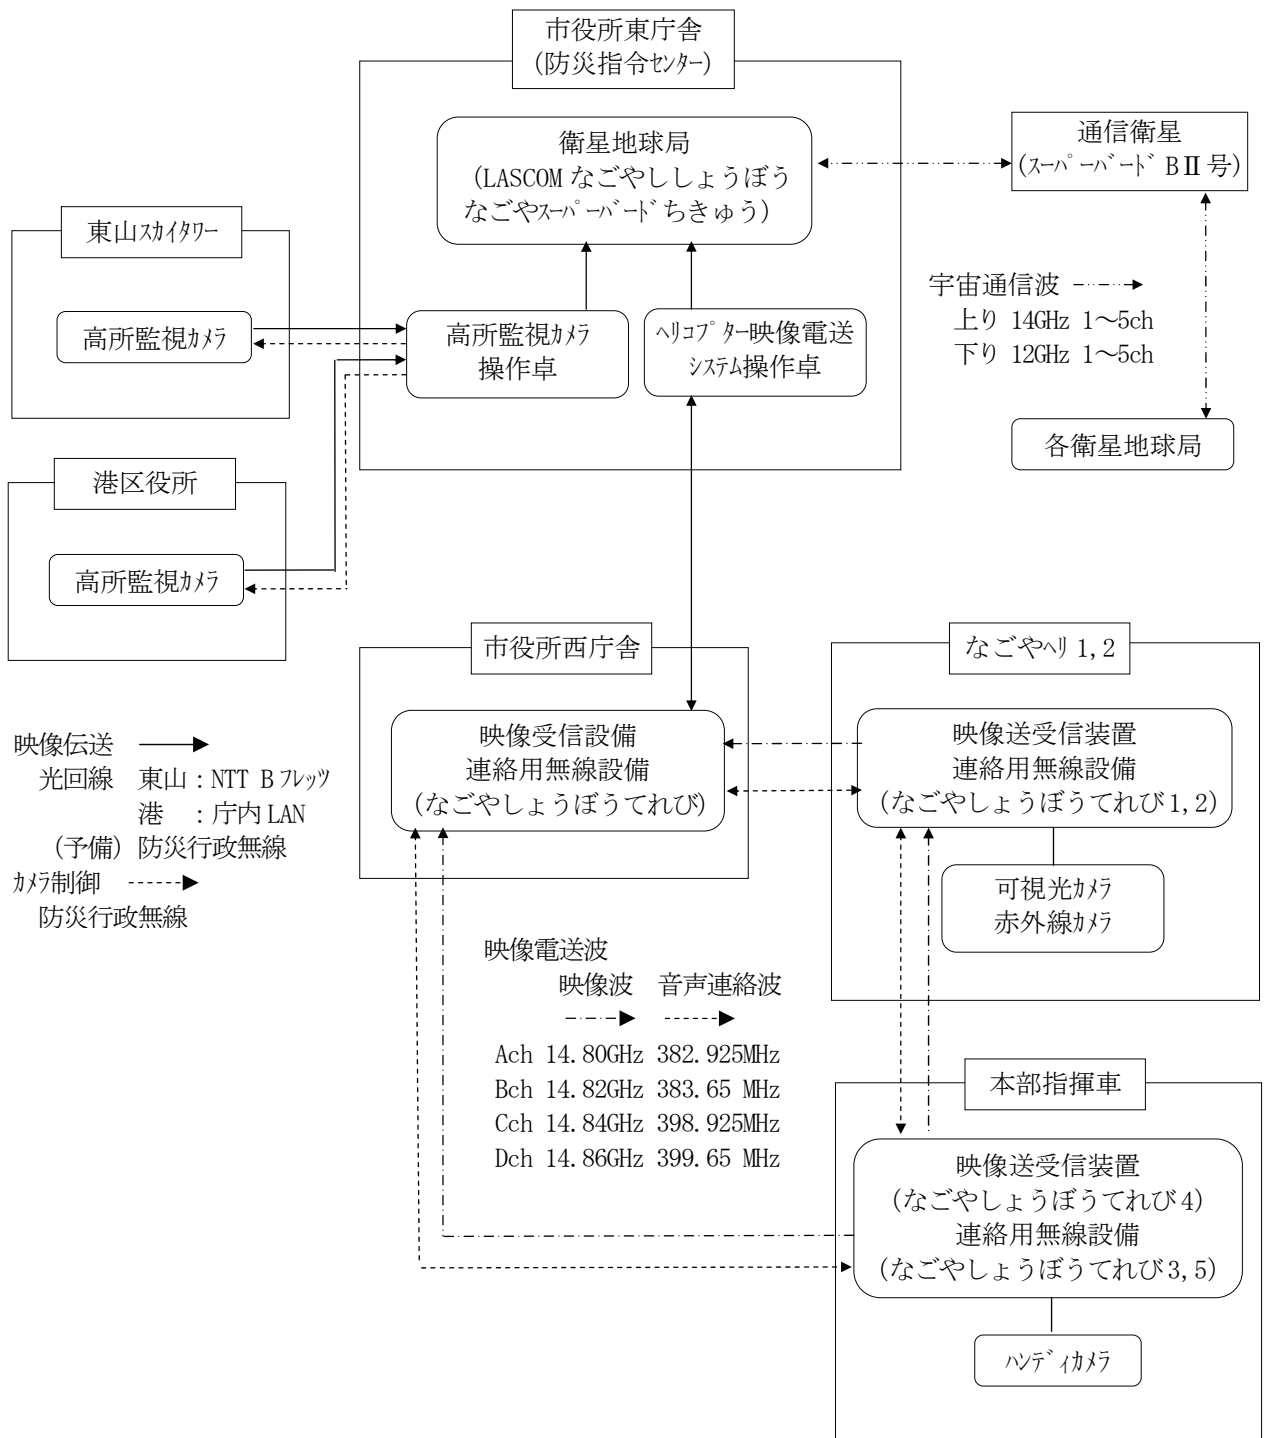 市役所東庁舎
(防災指令ｾﾝﾀｰ)
衛星地球局
(LASCOM なごやししょうぼう
なごやｽｰﾊﾟｰﾊﾞｰﾄﾞちきゅう)
通信衛星
(ｽｰﾊﾟｰﾊﾞｰﾄﾞ BⅡ号)
東山ｽｶｲﾀﾜｰ
高所監視ｶﾒﾗ
高所監視ｶﾒﾗ
操作卓
ﾍﾘｺﾌﾟﾀｰ映像電送
ｼｽﾃﾑ操作卓
宇宙通信波
上り 14GHz 1～5ch
下り 12GHz 1～5ch
各衛星地球局
港区役所
高所監視ｶﾒﾗ
市役所西庁舎
映像受信設備
連絡用無線設備
(なごやしょうぼうてれび)
なごやﾍﾘ 1,2
映像送受信装置
連絡用無線設備
(なごやしょうぼうてれび 1,2)
可視光ｶﾒﾗ
赤外線ｶﾒﾗ
映像伝送
光回線 東山：NTT B ﾌﾚｯﾂ
港 ：庁内 LAN
(予備) 防災行政無線
ｶﾒﾗ制御
防災行政無線
映像電送波
映像波 音声連絡波
Ach 14.80GHz 382.925MHz
Bch 14.82GHz 383.65 MHz
Cch 14.84GHz 398.925MHz
Dch 14.86GHz 399.65 MHz
本部指揮車
映像送受信装置
(なごやしょうぼうてれび 4)
連絡用無線設備
(なごやしょうぼうてれび 3,5)
ﾊﾝﾃﾞｨｶﾒﾗ